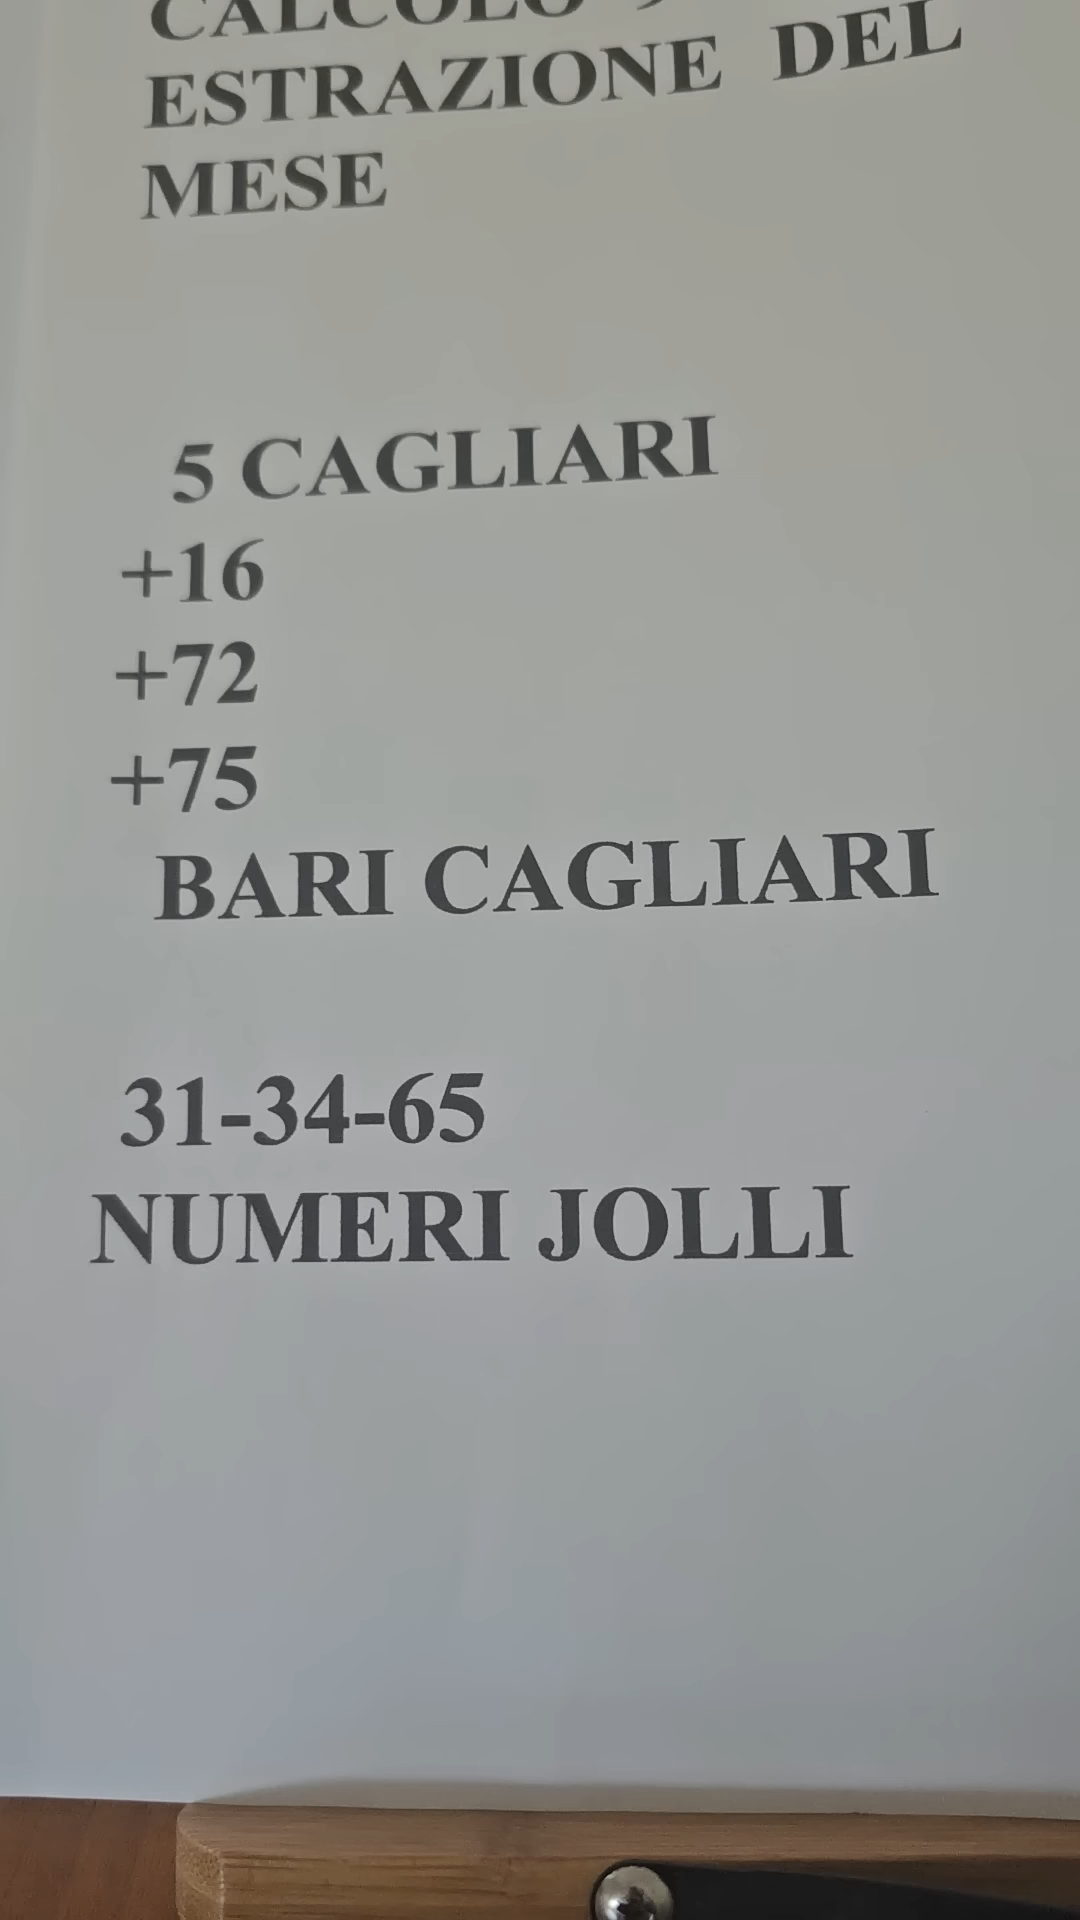 CALCOLO
ESTRAZIONE DEL
MESE
5 CAGLIARI
+16
+72
+75
BARI CAGLIARI
31-34-65
NUMERI JOLLI